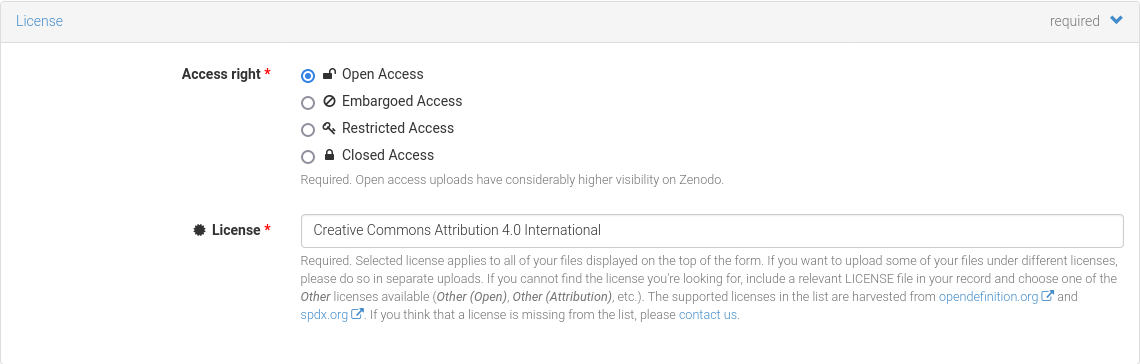 License required
Access right *
Open Access
Embargoed Access
Restricted Access
Closed Access
Required. Open access uploads have considerably higher visibility on Zenodo.
License * Creative Commons Attribution 4.0 International
Required. Selected license applies to all of your files displayed on the top of the form. If you want to upload some of your files under different licenses,
please do so in separate uploads. If you cannot find the license you're looking for, include a relevant LICENSE file in your record and choose one of the
Other licenses available (Other (Open), Other (Attribution), etc.). The supported licenses in the list are harvested from opendefinition.org and
spdx.org. If you think that a license is missing from the list, please contact us.